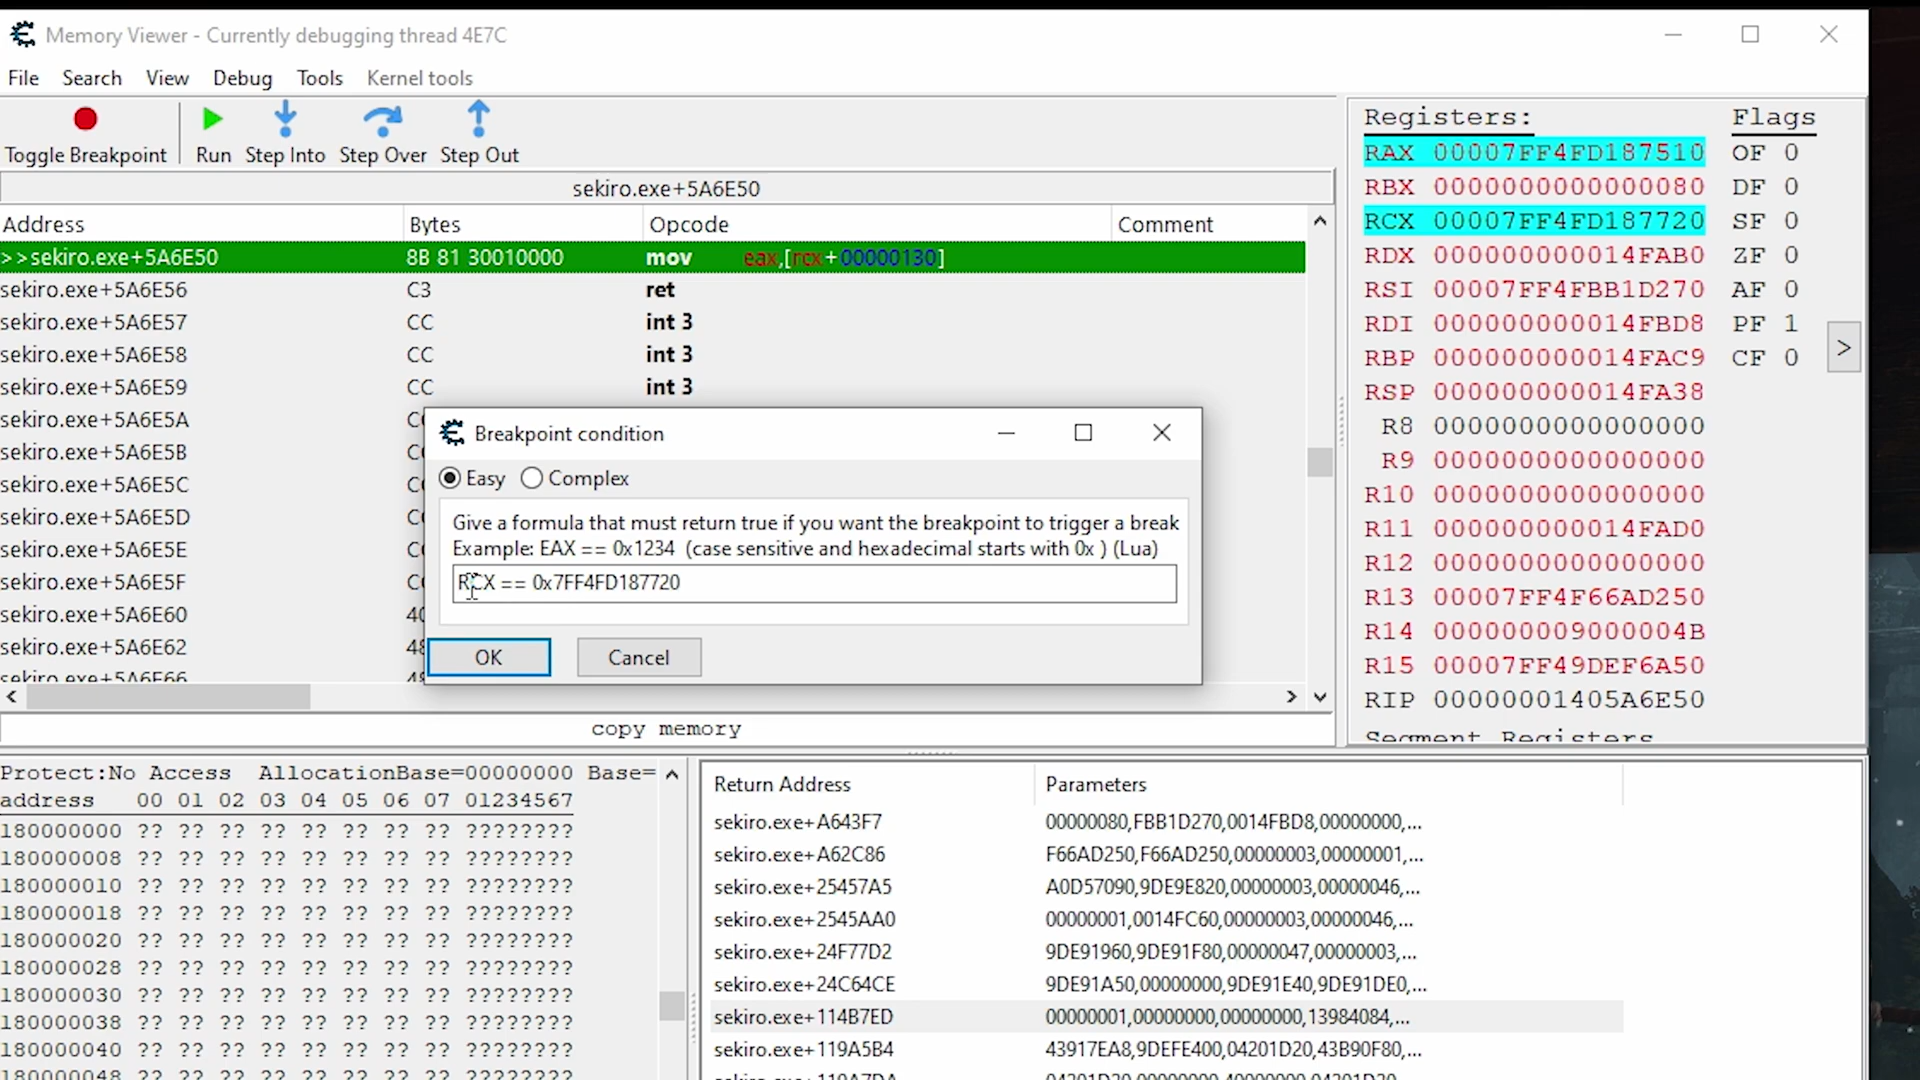 Memory Viewer - Currently debugging thread 4E7C
File Search View Debug Tools Kernel tools
Toggle Breakpoint Run Step Into Step Over Step Out
sekiro.exe+5A6E50
Address Bytes Opcode Comment
>>sekiro.exe+5A6E50 8B 81 30010000 mov eax,[rcx+00000130]
sekiro.exe+5A6E56 C3 ret
sekiro.exe+5A6E57 CC int 3
sekiro.exe+5A6E58 CC int 3
sekiro.exe+5A6E59 CC int 3
sekiro.exe+5A6E5A
sekiro.exe+5A6E5B
sekiro.exe+5A6E5C
sekiro.exe+5A6E5D
sekiro.exe+5A6E5E
sekiro.exe+5A6E5F
sekiro.exe+5A6E60 40
sekiro.exe+5A6E62 48
sekiro.exe+5A6E66 48
copy memory
Breakpoint condition
Easy Complex
Give a formula that must return true if you want the breakpoint to trigger a break
Example: EAX == 0x1234 (case sensitive and hexadecimal starts with 0x ) (Lua)
RCX == 0x7FF4FD187720
OK Cancel
Registers: Flags
RAX 00007FF4FD187510 OF 0
RBX 0000000000000080 DF 0
RCX 00007FF4FD187720 SF 0
RDX 000000000014FAB0 ZF 0
RSI 00007FF4FBB1D270 AF 0
RDI 000000000014FBD8 PF 1
RBP 000000000014FAC9 CF 0
RSP 000000000014FA38
R8 0000000000000000
R9 0000000000000000
R10 0000000000000000
R11 000000000014FAD0
R12 0000000000000000
R13 00007FF4F66AD250
R14 000000009000004B
R15 00007FF49DEF6A50
RIP 00000001405A6E50
Segment Registers
>
Protect:No Access AllocationBase=00000000 Base=
address 00 01 02 03 04 05 06 07 01234567
180000000 ?? ?? ?? ?? ?? ?? ?? ?? ????????
180000008 ?? ?? ?? ?? ?? ?? ?? ?? ????????
180000010 ?? ?? ?? ?? ?? ?? ?? ?? ????????
180000018 ?? ?? ?? ?? ?? ?? ?? ?? ????????
180000020 ?? ?? ?? ?? ?? ?? ?? ?? ????????
180000028 ?? ?? ?? ?? ?? ?? ?? ?? ????????
180000030 ?? ?? ?? ?? ?? ?? ?? ?? ????????
180000038 ?? ?? ?? ?? ?? ?? ?? ?? ????????
180000040 ?? ?? ?? ?? ?? ?? ?? ?? ????????
180000048 ?? ?? ?? ?? ?? ?? ?? ?? ????????
Return Address Parameters
sekiro.exe+A643F7 00000080,FBB1D270,0014FBD8,00000000,...
sekiro.exe+A62C86 F66AD250,F66AD250,00000003,00000001,...
sekiro.exe+25457A5 A0D57090,9DE9E820,00000003,00000046,...
sekiro.exe+2545AA0 00000001,0014FC60,00000003,00000046,...
sekiro.exe+24F77D2 9DE91960,9DE91F80,00000047,00000003,...
sekiro.exe+24C64CE 9DE91A50,00000000,9DE91E40,9DE91DE0,...
sekiro.exe+114B7ED 00000001,00000000,00000000,13984084,...
sekiro.exe+119A5B4 43917EA8,9DEFE400,04201D20,43B90F80,...